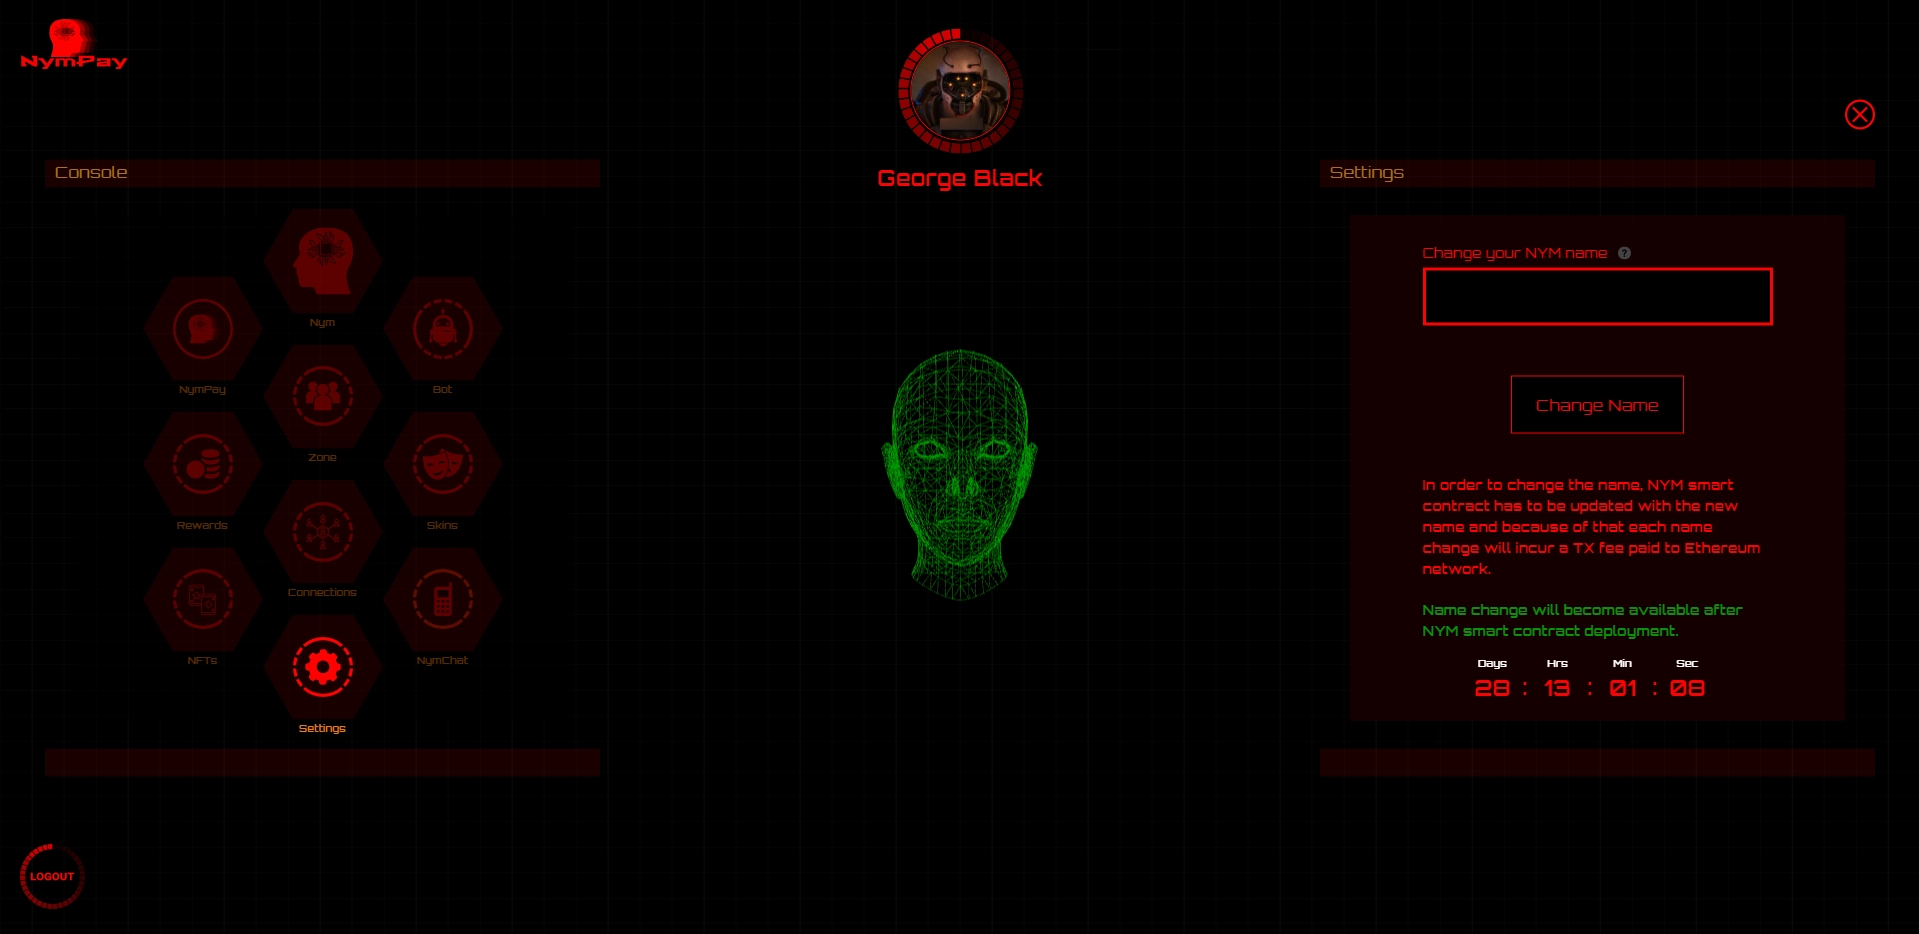 NymPay
George Black
Console
Nym
NymPay
Bot
Zone
Rewards
Skins
Connections
NFTs
NymChat
Settings
LOGOUT
Settings
Change your NYM name ?
Change Name
In order to change the name, NYM smart
contract has to be updated with the new
name and because of that each name
change will incur a TX fee paid to Ethereum
network.
Name change will become available after
NYM smart contract deployment.
Days Hrs Min Sec
28 : 13 : 01 : 08